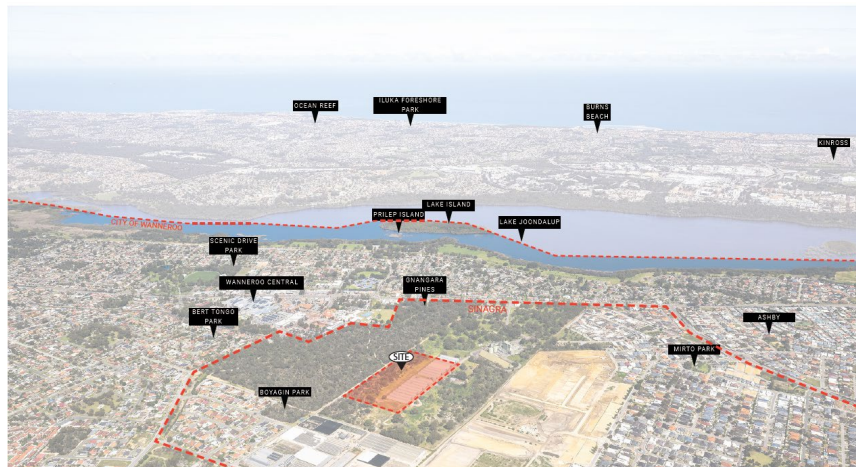 OCEAN REEF
ILUKA FORESHORE
PARK
BURNS
BEACH
KINROSS
LAKE ISLAND
PRILEP ISLAND
LAKE JOONDALUP
CITY OF WANNEROO
SCENIC DRIVE
PARK
WANNEROO CENTRAL
GNANGARA
PINES
SINAGRA
BERT TONGO
PARK
ASHBY
MIRTO PARK
SITE
BOYAGIN PARK